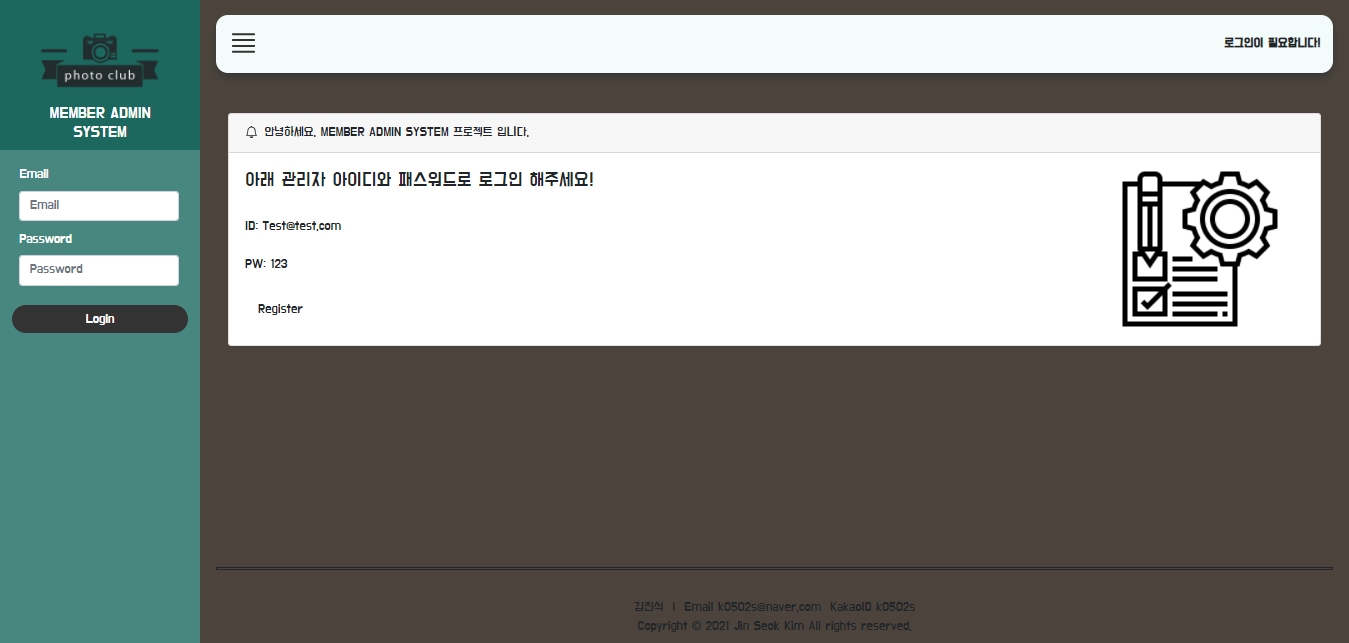 photo club
MEMBER ADMIN
SYSTEM
Email
Email
Password
Password
Login
로그인이 필요합니다!
안녕하세요. MEMBER ADMIN SYSTEM 프로젝트 입니다.
아래 관리자 아이디와 패스워드로 로그인 해주세요!
ID: Test@test.com
PW: 123
Register
김진석 | Email k0502s@naver.com KakaoID k0502s
Copyright © 2021 Jin Seok Kim All rights reserved.